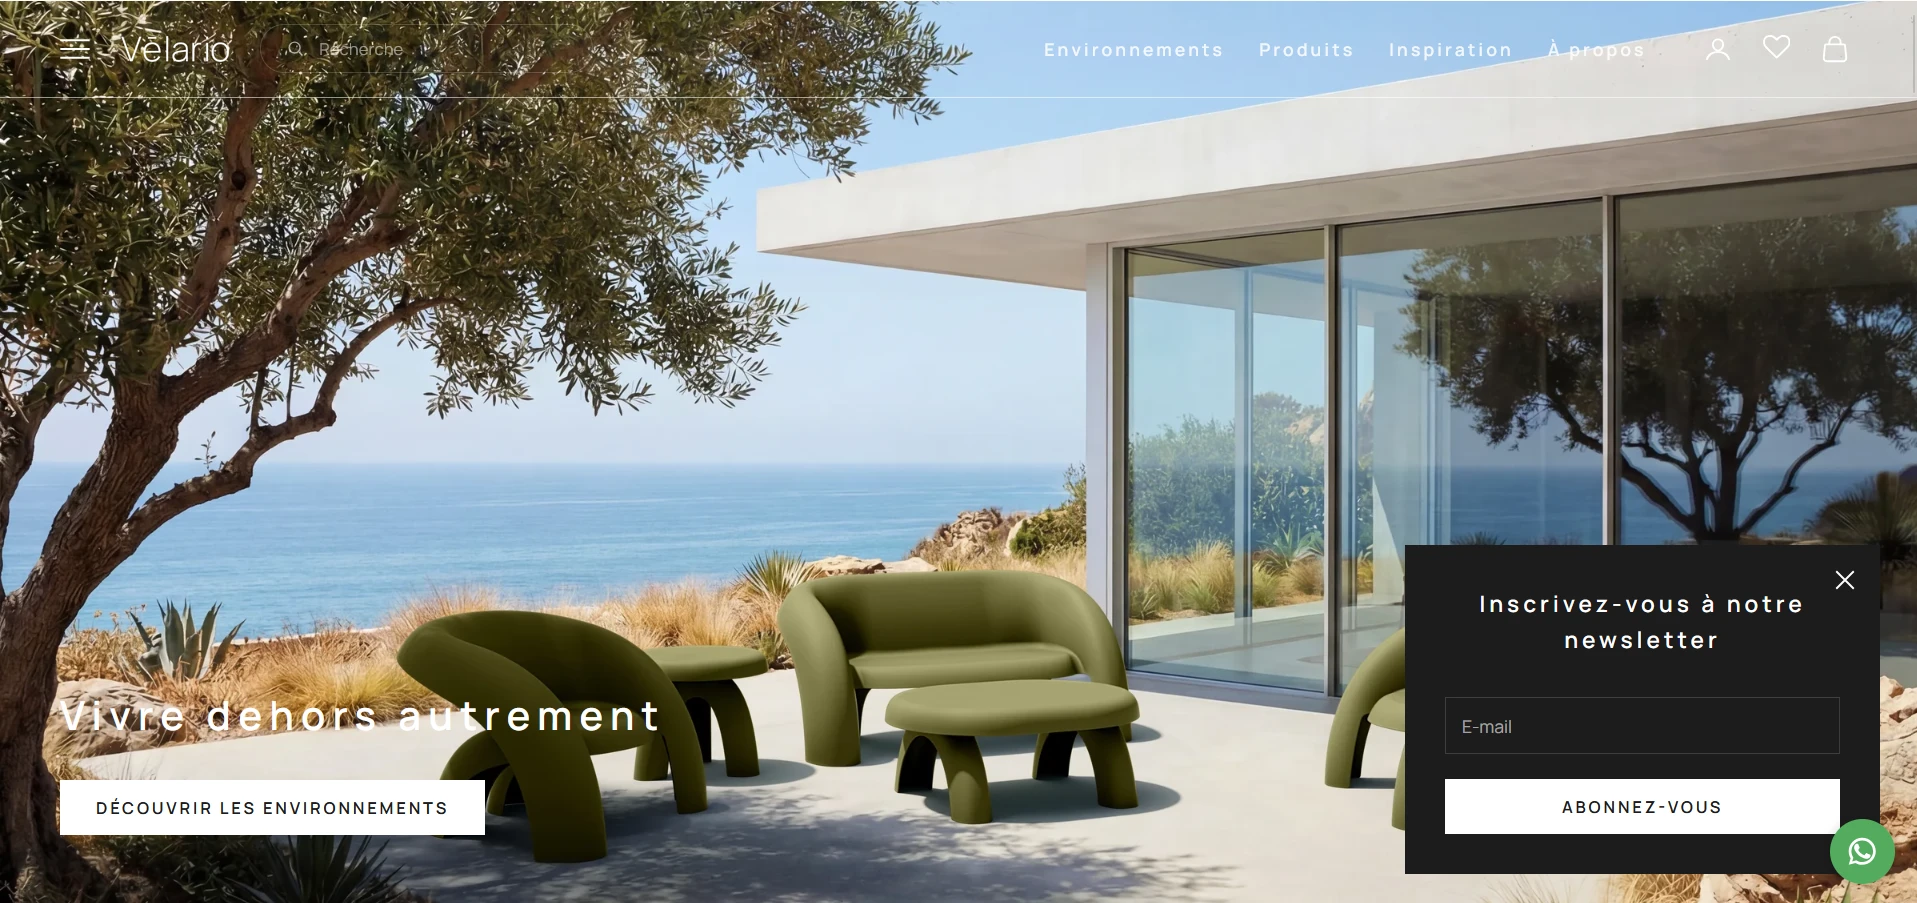 Velario
Recherche
Environnements
Produits
Inspiration
À propos
Inscrivez-vous à notre
newsletter
E-mail
Vivre dehors autrement
DÉCOUVRIR LES ENVIRONNEMENTS
ABONNEZ-VOUS